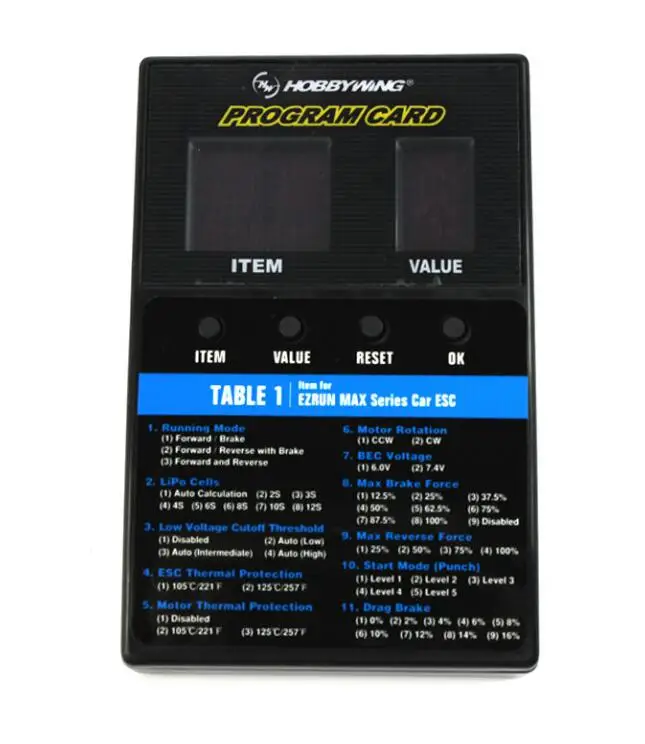 HW HOBBYWING®
PROGRAM CARD
ITEM VALUE
ITEM VALUE RESET OK
TABLE 1 | Item for
EZRUN MAX Series Car ESC
1. Running Mode
(1) Forward / Brake
(2) Forward / Reverse with Brake
(3) Forward and Reverse
2. LiPo Cells
(1) Auto Calculation (2) 2S (3) 3S
(4) 4S (5) 6S (6) 8S (7) 10S (8) 12S
3. Low Voltage Cutoff Threshold
(1) Disabled (2) Auto (Low)
(3) Auto (Intermediate) (4) Auto (High)
4. ESC Thermal Protection
(1) 105℃/221℉ (2) 125℃/257℉
5. Motor Thermal Protection
(1) Disabled
(2) 105℃/221℉ (3) 125℃/257℉
6. Motor Rotation
(1) CCW (2) CW
7. BEC Voltage
(1) 6.0V (2) 7.4V
8. Max Brake Force
(1) 12.5% (2) 25% (3) 37.5%
(4) 50% (5) 62.5% (6) 75%
(7) 87.5% (8) 100% (9) Disabled
9. Max Reverse Force
(1) 25% (2) 50% (3) 75% (4) 100%
10. Start Mode (Punch)
(1) Level 1 (2) Level 2 (3) Level 3
(4) Level 4 (5) Level 5
11. Drag Brake
(1) 0% (2) 2% (3) 4% (4) 6% (5) 8%
(6) 10% (7) 12% (8) 14% (9) 16%